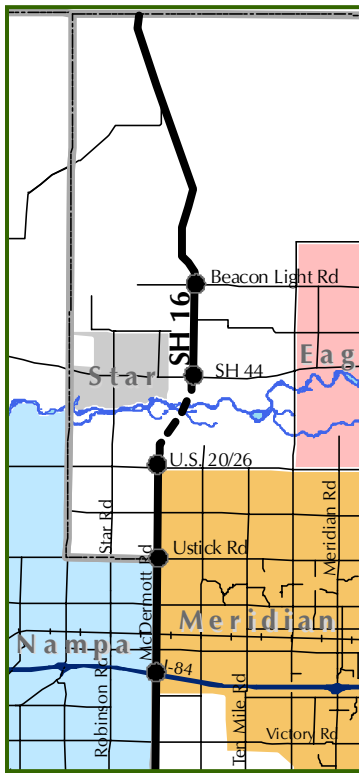 Beacon Light Rd
SH 16
Eag
SH 44
Star
U.S. 20/26
Star Rd
Meridian Rd
Ustick Rd
McDermott Rd
Meridian
Nampa
I-84
Robinson Rd
Ten Mile Rd
Victory Rd